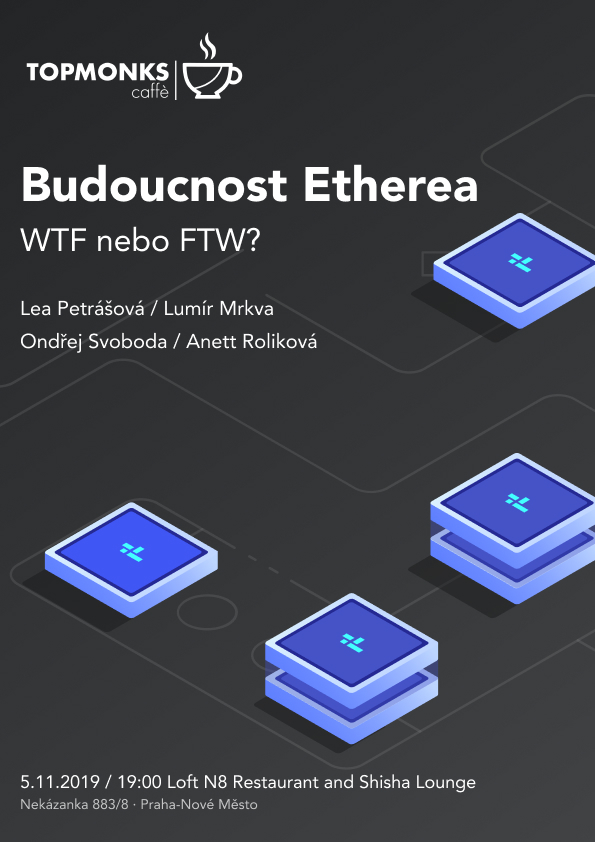 TOPMONKS
caffè
Budoucnost Etherea
WTF nebo FTW?
Lea Petrášová / Lumír Mrkva
Ondřej Svoboda / Anett Roliková
5.11.2019 / 19:00 Loft N8 Restaurant and Shisha Lounge
Nekázanka 883/8 · Praha-Nové Město